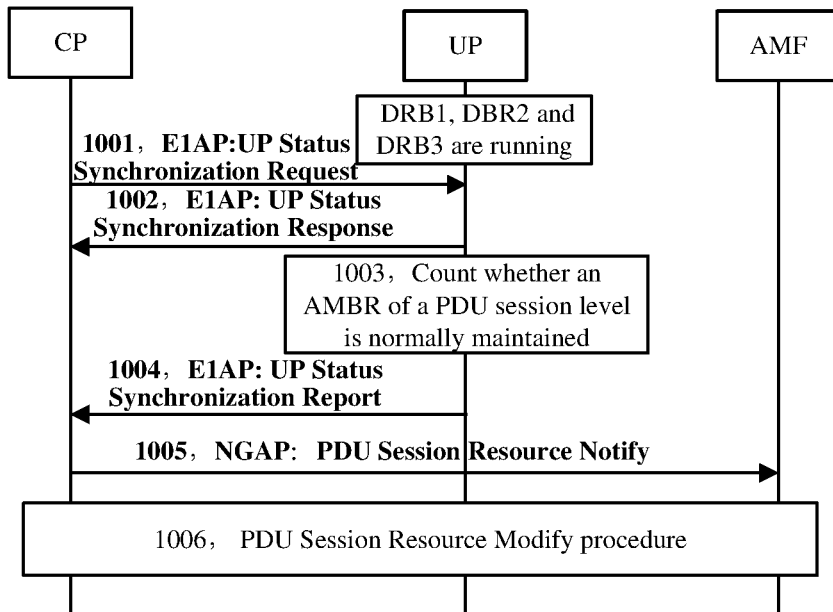 CP
UP
AMF
DRB1, DBR2 and
DRB3 are running
1001, E1AP:UP Status
Synchronization Request
1002, E1AP: UP Status
Synchronization Response
1003, Count whether an
AMBR of a PDU session level
is normally maintained
1004, E1AP: UP Status
Synchronization Report
1005, NGAP: PDU Session Resource Notify
1006, PDU Session Resource Modify procedure